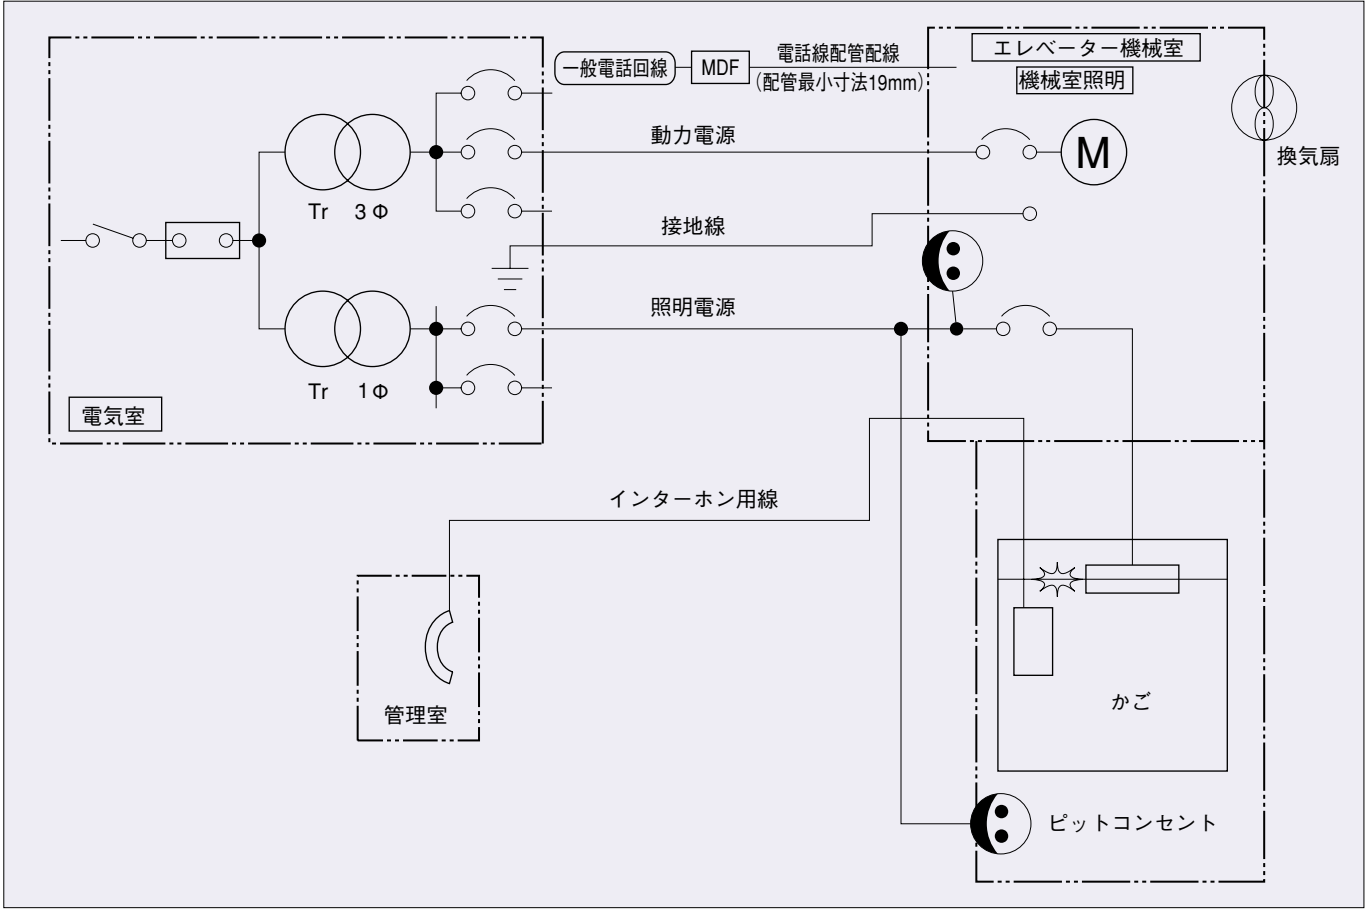 一般電話回線
MDF
電話線配管配線
（配管最小寸法19mm）
エレベーター機械室
機械室照明
換気扇
動力電源
M
Tr 3Φ
接地線
照明電源
Tr 1Φ
電気室
インターホン用線
管理室
かご
ピットコンセント